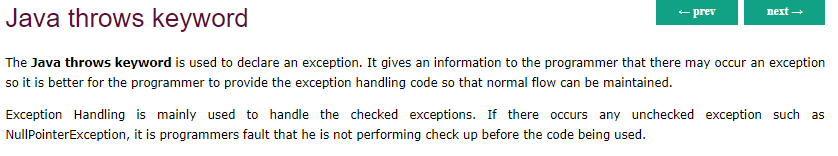 Java throws keyword
← prev
next →
The Java throws keyword is used to declare an exception. It gives an information to the programmer that there may occur an exception
so it is better for the programmer to provide the exception handling code so that normal flow can be maintained.
Exception Handling is mainly used to handle the checked exceptions. If there occurs any unchecked exception such as
NullPointerException, it is programmers fault that he is not performing check up before the code being used.